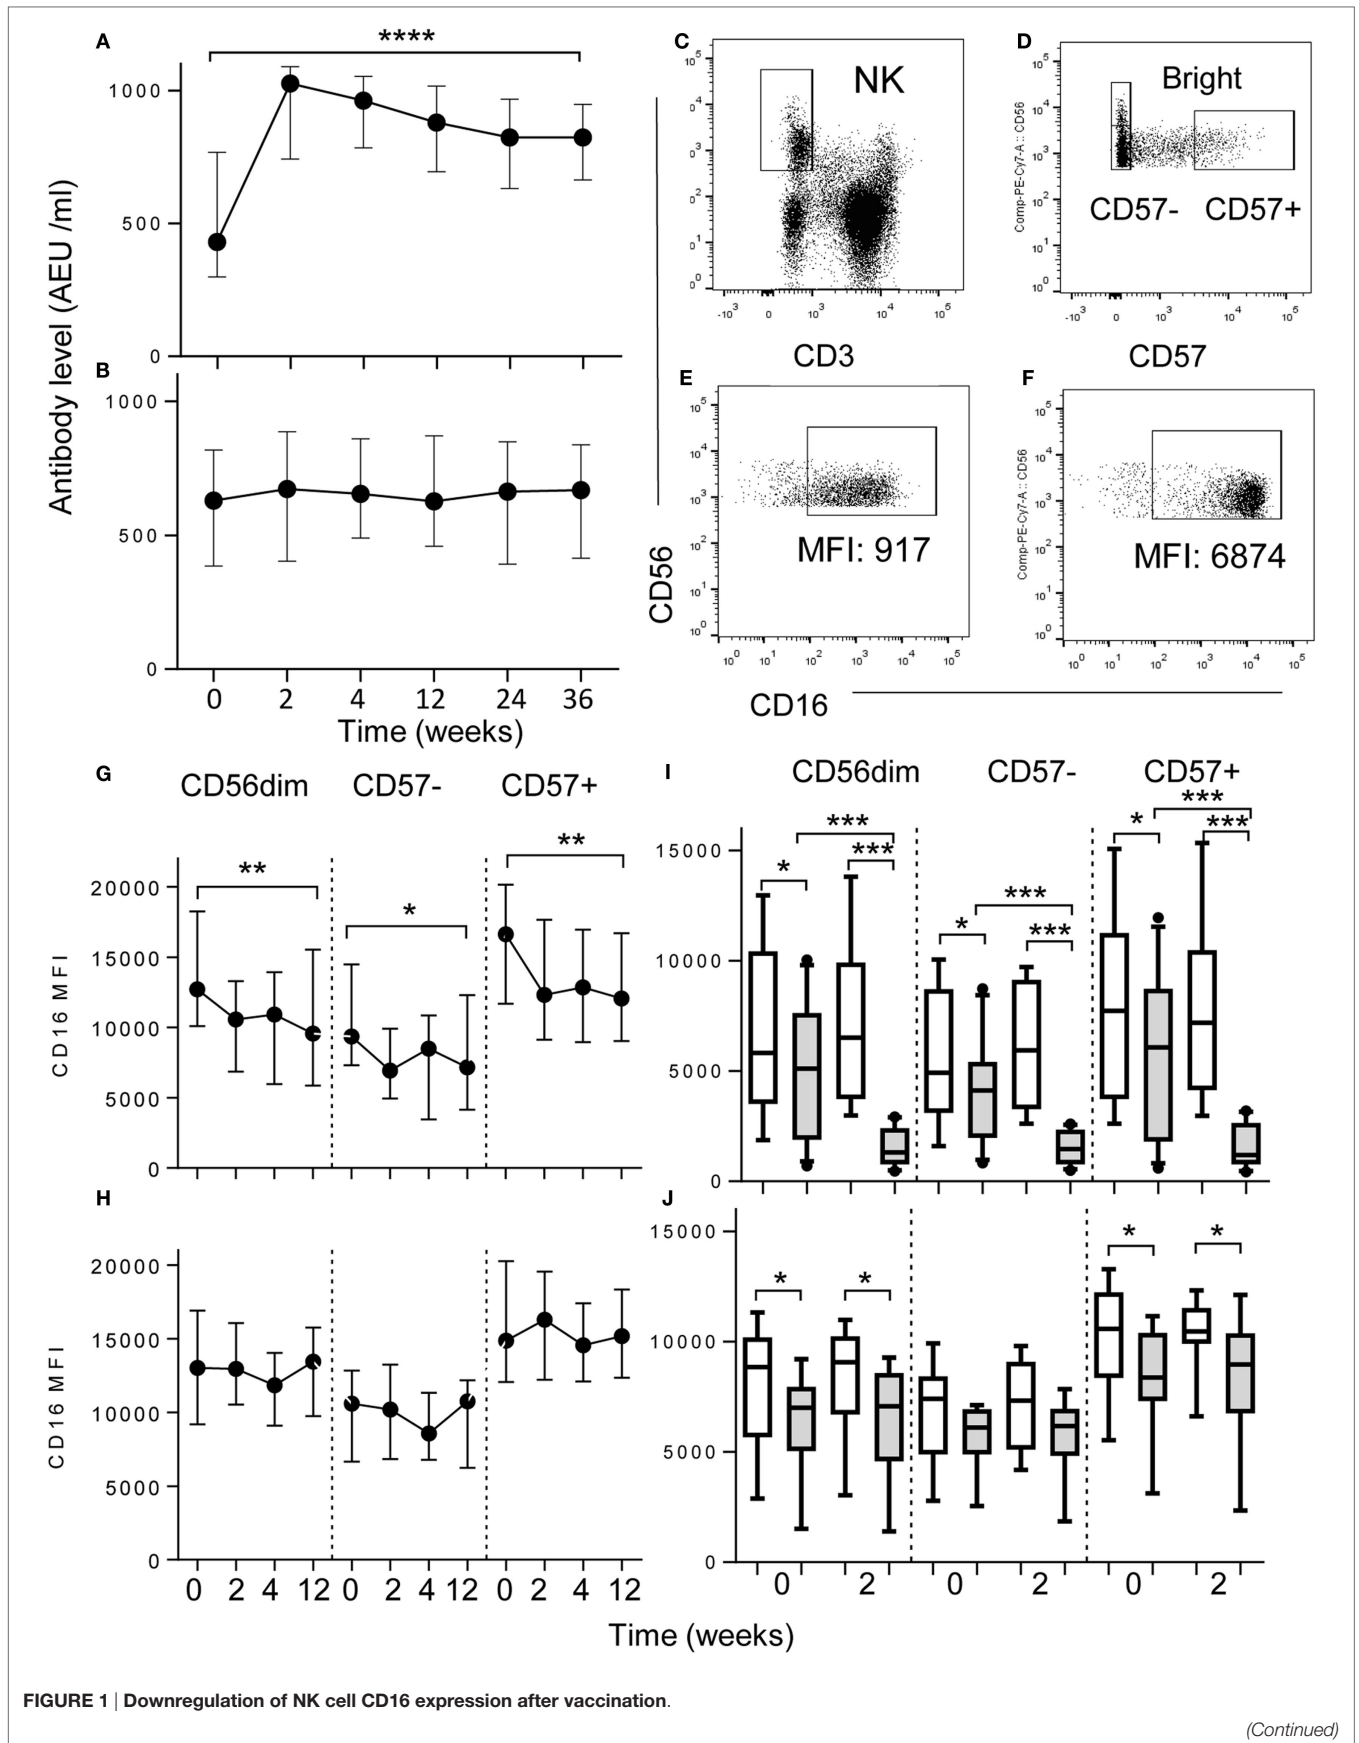 A
****
1000
500
0
B
1000
500
0
Antibody level (AEU /ml)
0 2 4 12 24 36
Time (weeks)
C
NK
CD3
D
Bright
CD57- CD57+
Comp-PE-Cy7-A :: CD56
CD57
E
MFI: 917
CD56
CD16
F
MFI: 6874
Comp-PE-Cy7-A :: CD56
G
CD56dim CD57- CD57+
** * **
20000
15000
10000
5000
0
CD16 MFI
H
20000
15000
10000
5000
0
CD16 MFI
0 2 4 12 0 2 4 12 0 2 4 12
I
CD56dim CD57- CD57+
* *** *** * *** *** * *** ***
15000
10000
5000
0
J
* * * *
15000
10000
5000
0
0 2 0 2 0 2
Time (weeks)
FIGURE 1 | Downregulation of NK cell CD16 expression after vaccination.
(Continued)